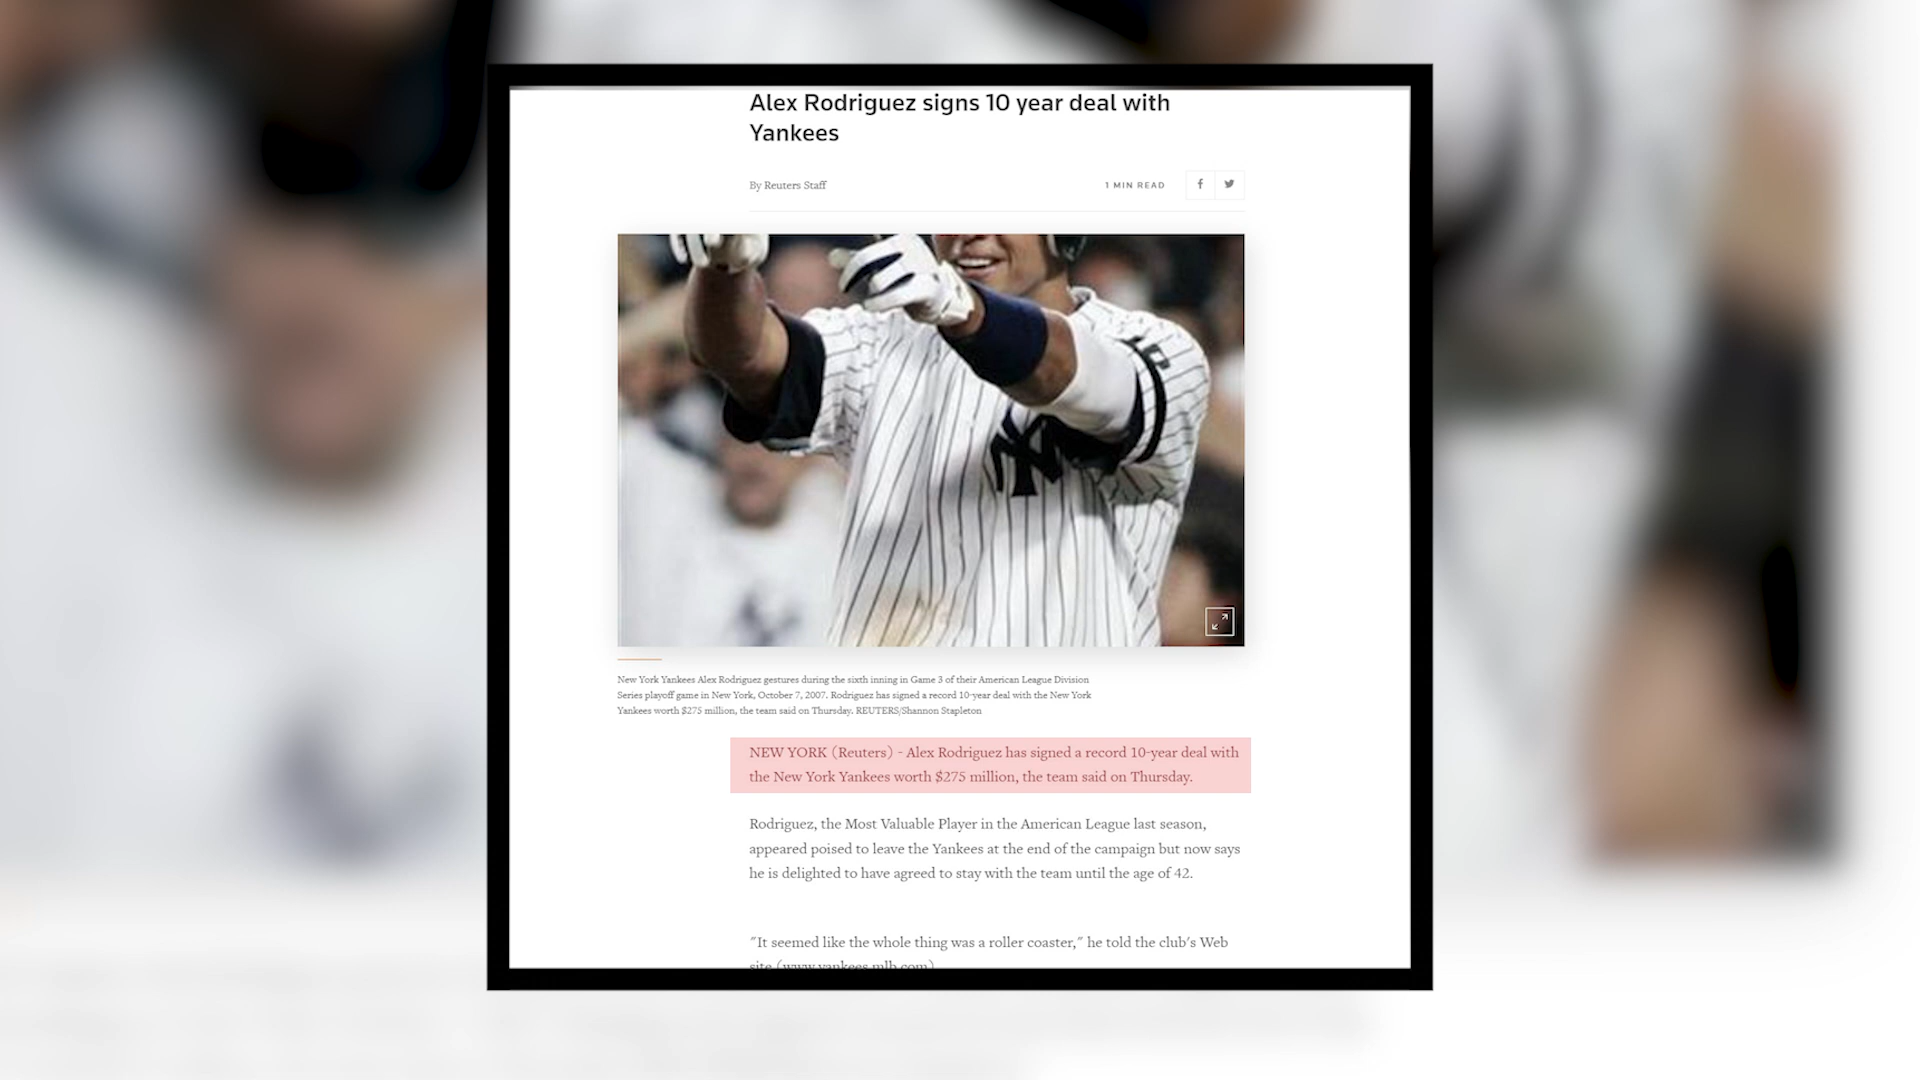 Alex Rodriguez signs 10 year deal with
Yankees
By Reuters Staff
1 MIN READ
New York Yankees Alex Rodriguez gestures during the sixth inning in Game 3 of their American League Division
Series playoff game in New York, October 7, 2007. Rodriguez has signed a record 10-year deal with the New York
Yankees worth $275 million, the team said on Thursday. REUTERS/Shannon Stapleton
NEW YORK (Reuters) - Alex Rodriguez has signed a record 10-year deal with
the New York Yankees worth $275 million, the team said on Thursday.
Rodriguez, the Most Valuable Player in the American League last season,
appeared poised to leave the Yankees at the end of the campaign but now says
he is delighted to have agreed to stay with the team until the age of 42.
"It seemed like the whole thing was a roller coaster," he told the club's Web
site (www.yankees.mlb.com)